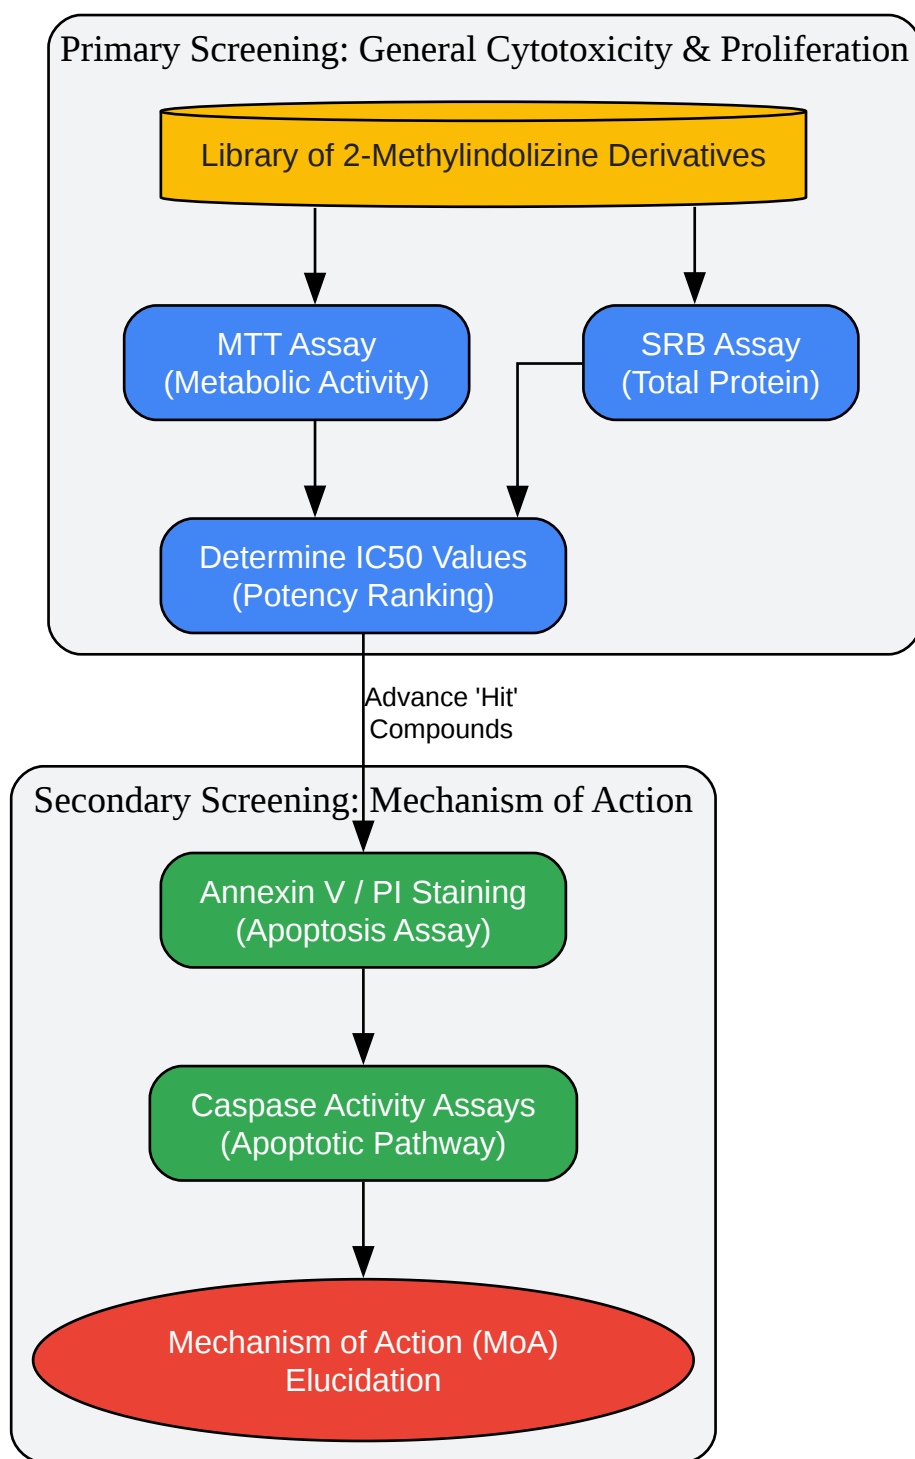 Primary Screening: General Cytotoxicity & Proliferation
Library of 2-Methylindolizine Derivatives
MTT Assay
(Metabolic Activity)
SRB Assay
(Total Protein)
Determine IC50 Values
(Potency Ranking)
Advance 'Hit'
Compounds
Secondary Screening: Mechanism of Action
Annexin V / PI Staining
(Apoptosis Assay)
Caspase Activity Assays
(Apoptotic Pathway)
Mechanism of Action (MoA)
Elucidation